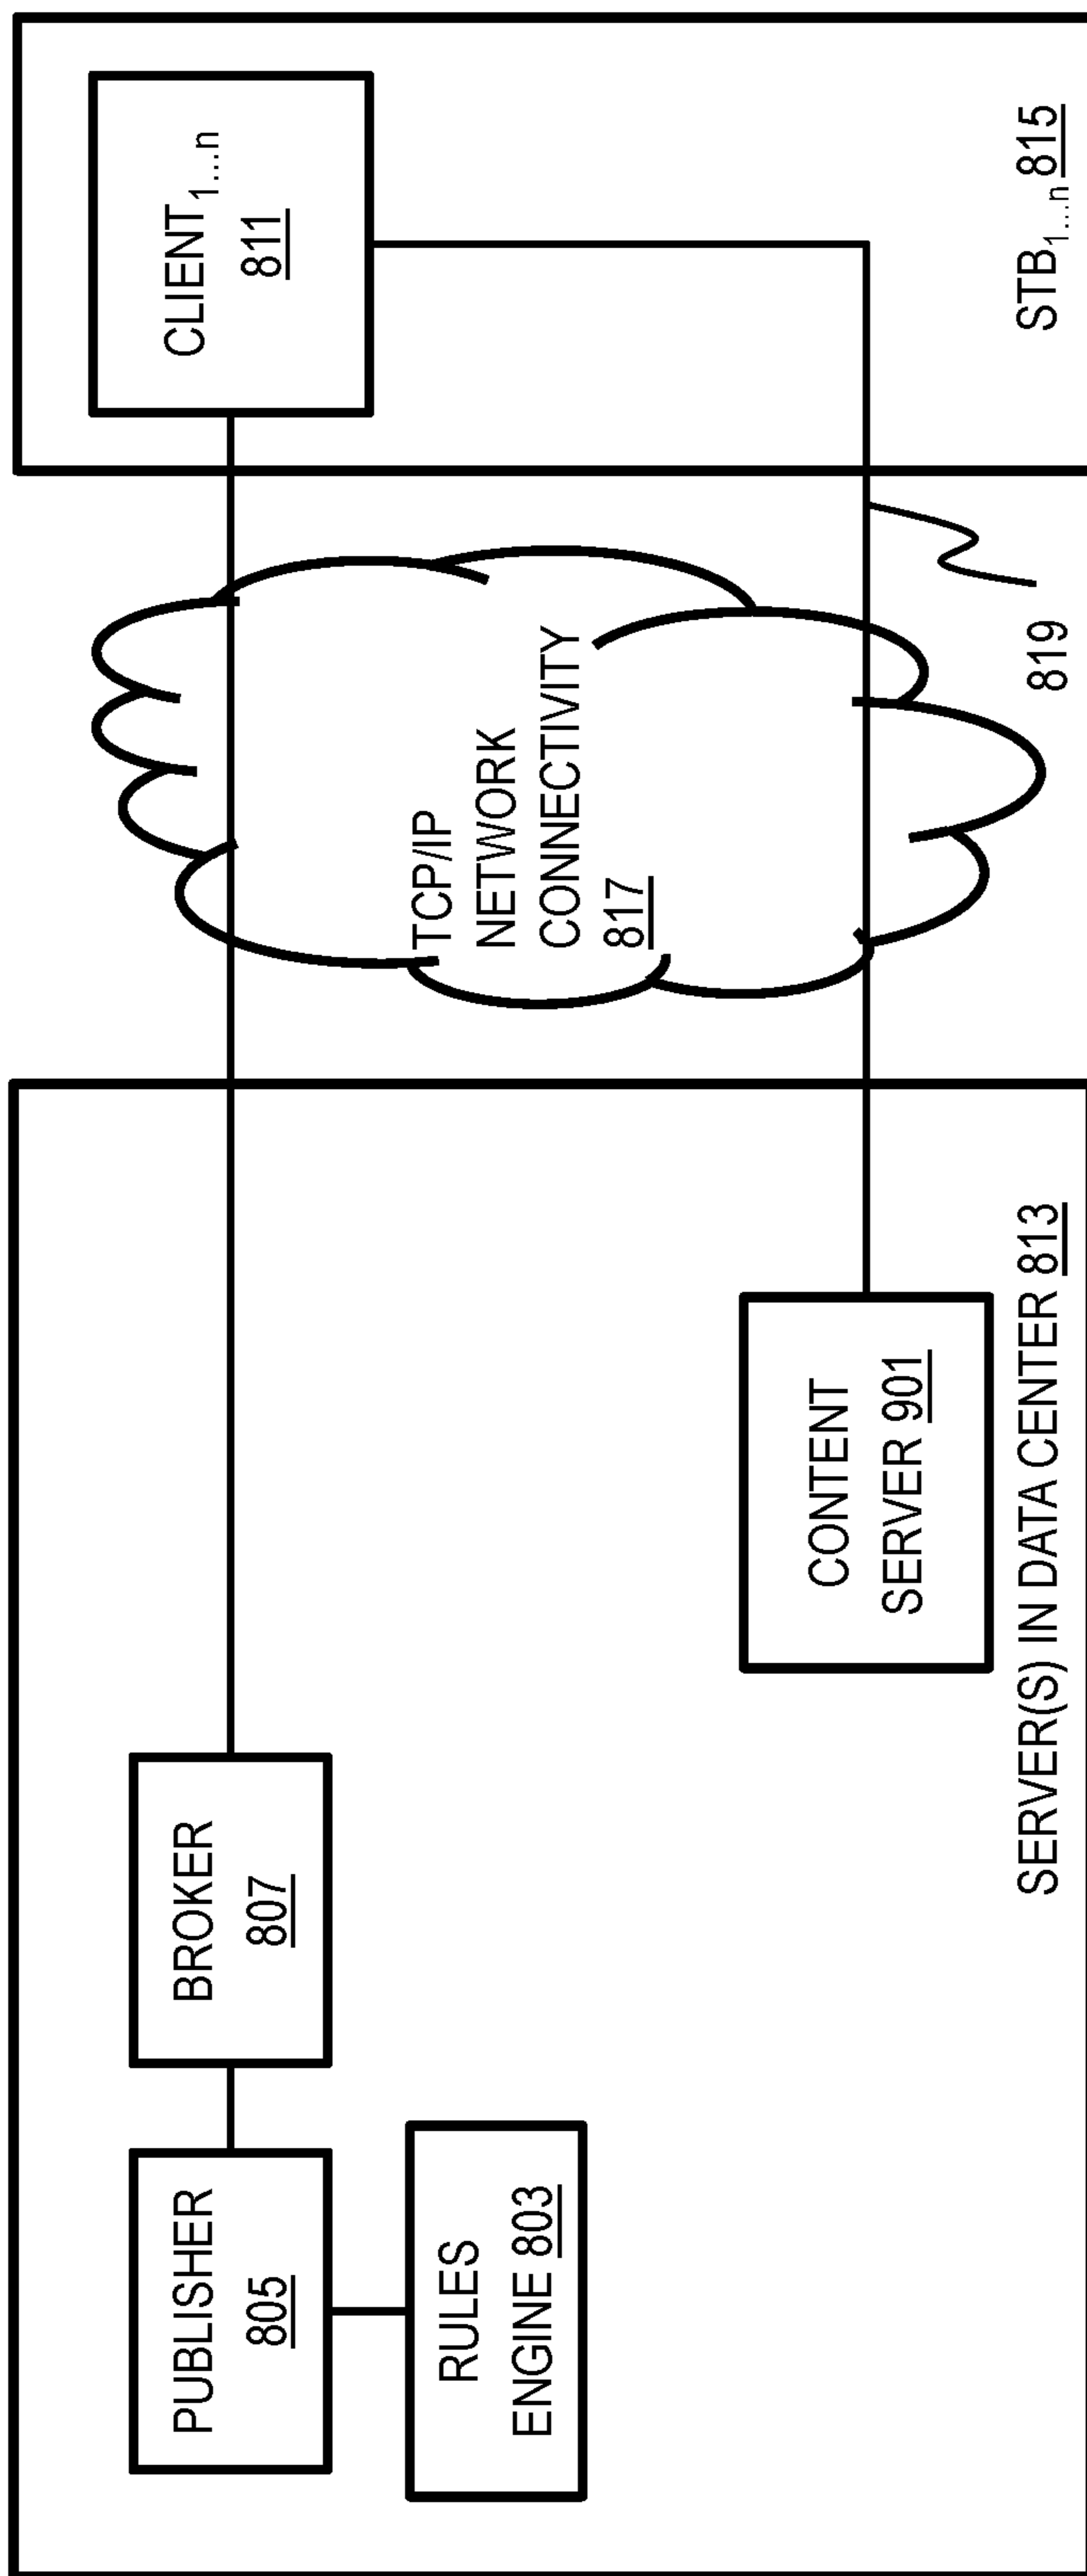 PUBLISHER
805
RULES
ENGINE 803
BROKER
807
CONTENT
SERVER 901
SERVER(S) IN DATA CENTER 813
TCP/IP
NETWORK
CONNECTIVITY
817
819
CLIENT1...n
811
STB1...n 815